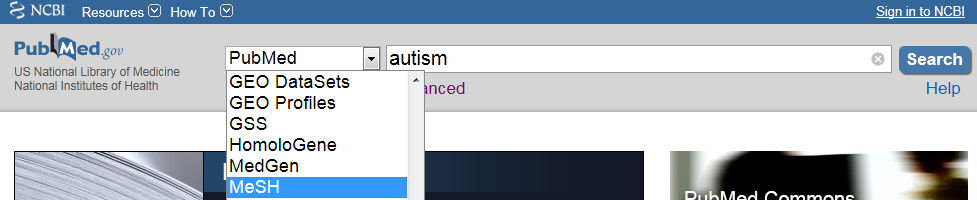 NCBI Resources How To Sign in to NCBI
PubMed.gov
US National Library of Medicine
National Institutes of Health
PubMed autism Search
anced Help
GEO DataSets
GEO Profiles
GSS
HomoloGene
MedGen
MeSH
PubMed Commons